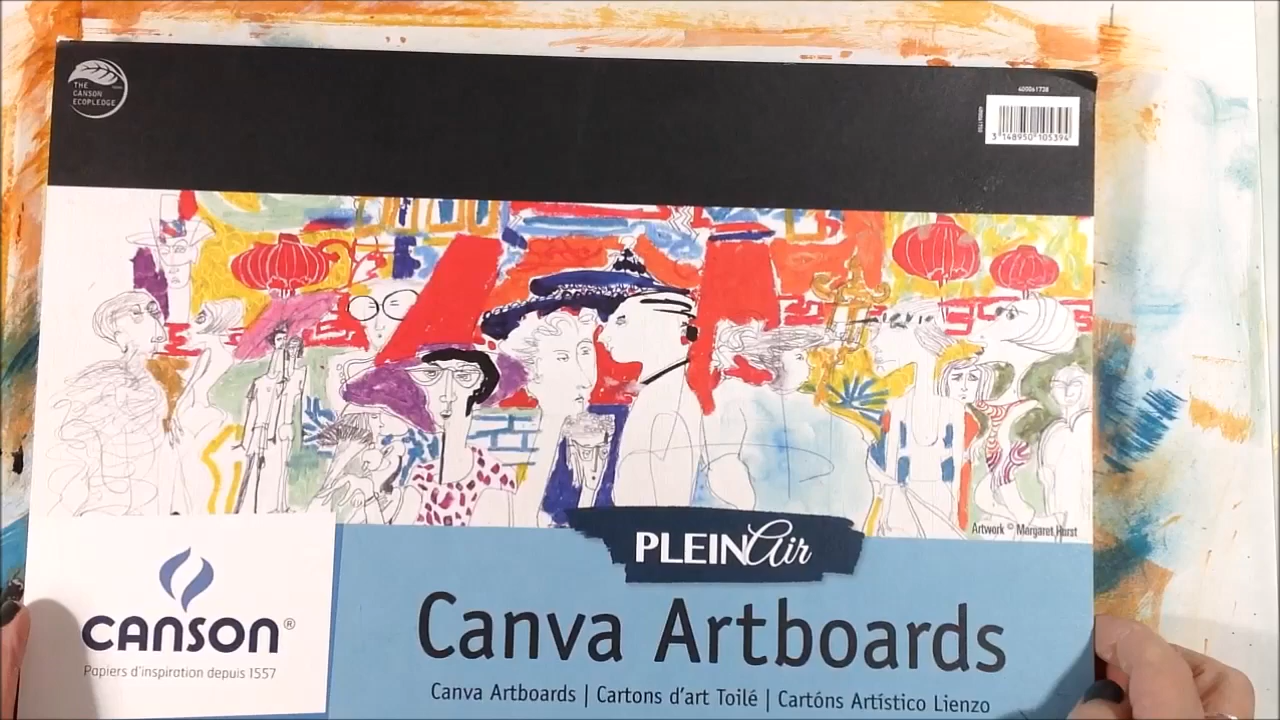 THE
CANSON
ECOPLEDGE
400061738
3 148950 105394
Artwork © Margaret Hurst
PLEINAir
Canva Artboards
CANSON®
Papiers d'inspiration depuis 1557
Canva Artboards | Cartons d'art Toilé | Cartóns Artístico Lienzo